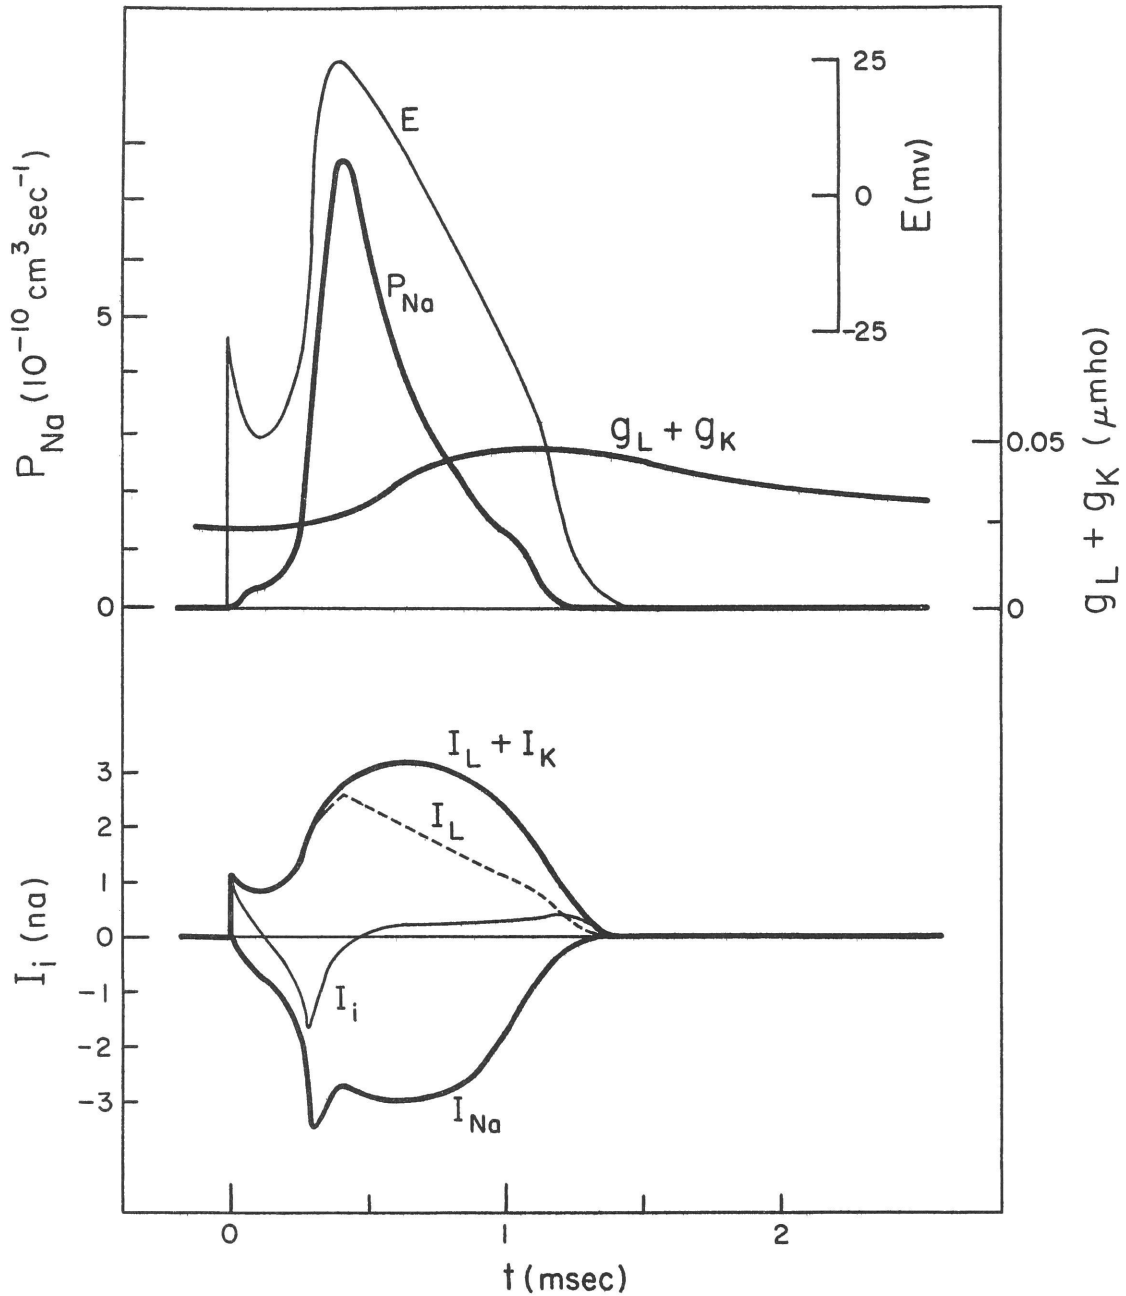 P_Na (10^-10 cm^3 sec^-1)
5
0
E
P_Na
g_L + g_K
25
0
-25
E (mv)
0.05
0
g_L + g_K (μmho)
I_i (na)
3
2
1
0
-1
-2
-3
I_L + I_K
I_L
I_i
I_Na
0
1
2
t (msec)